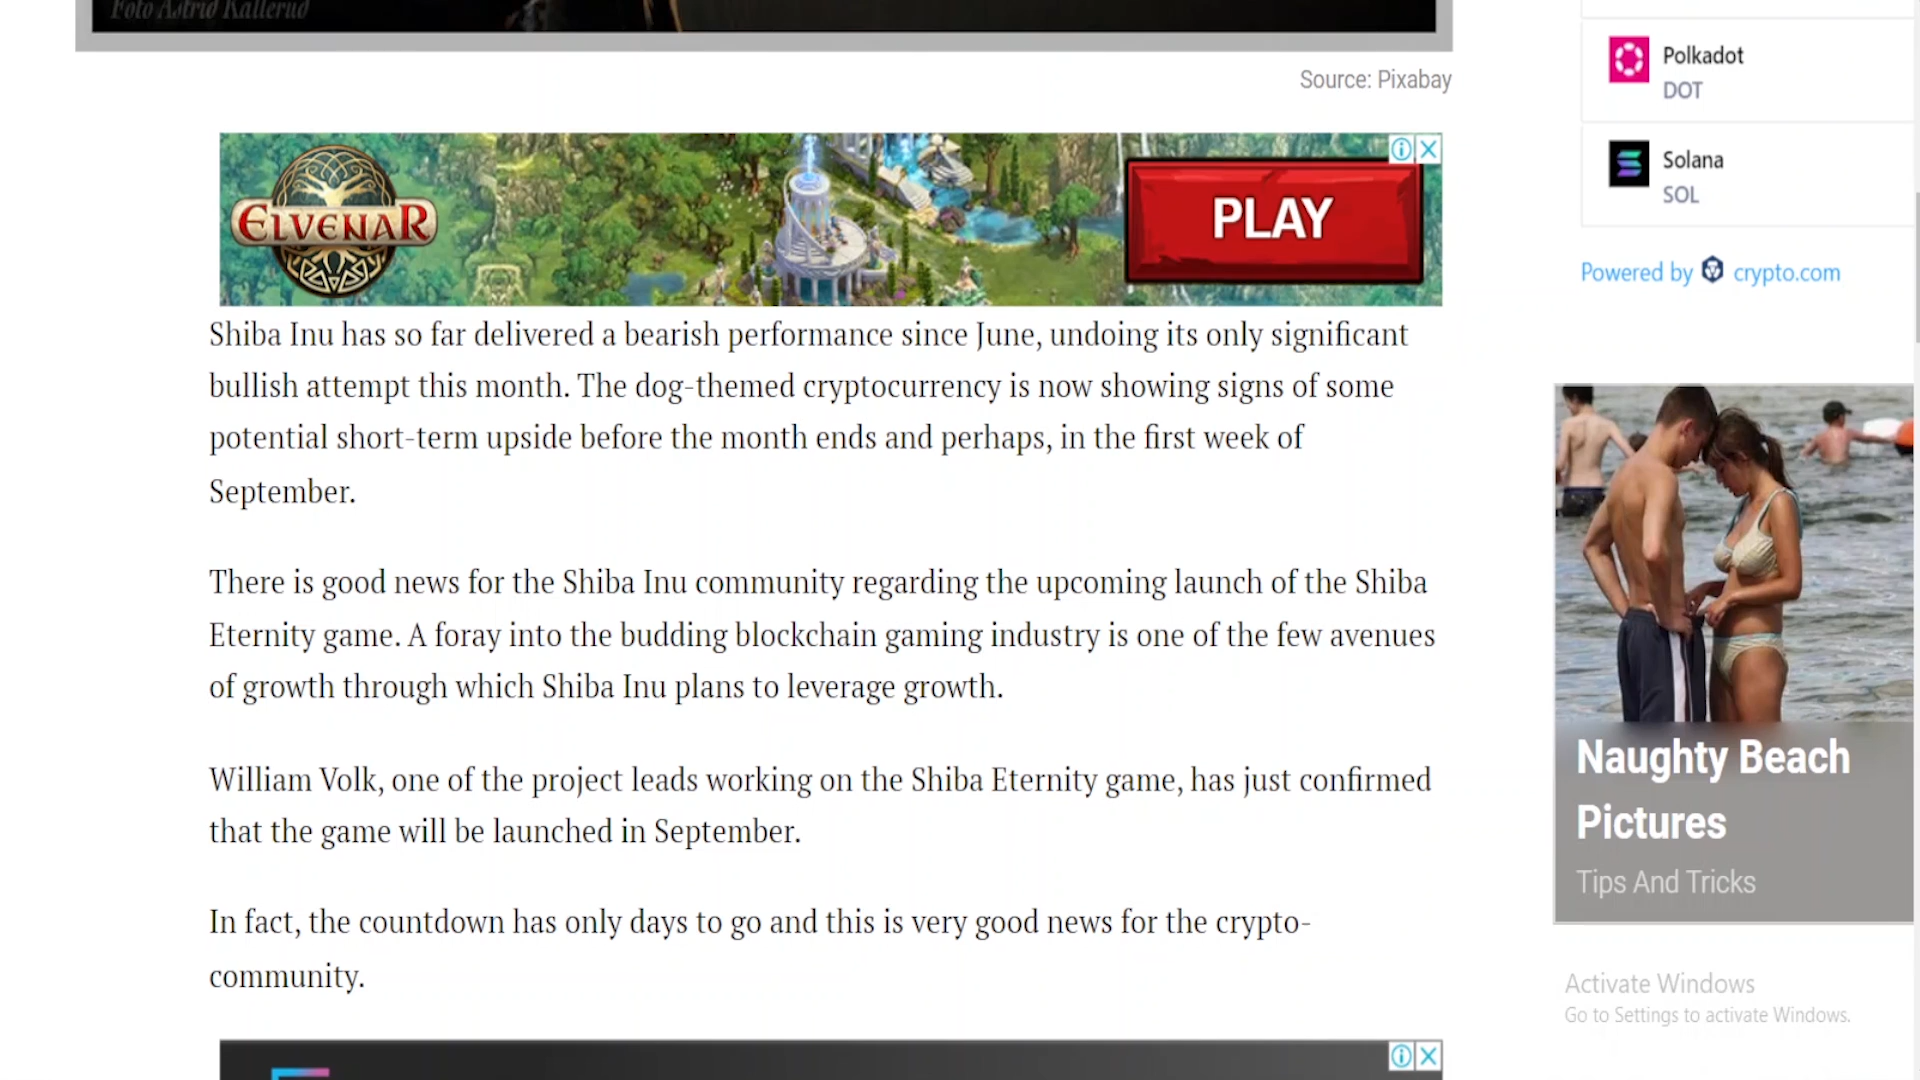 Foto Astrid Kallerud
Source: Pixabay
ELVENAR
PLAY
Shiba Inu has so far delivered a bearish performance since June, undoing its only significant
bullish attempt this month. The dog-themed cryptocurrency is now showing signs of some
potential short-term upside before the month ends and perhaps, in the first week of
September.
There is good news for the Shiba Inu community regarding the upcoming launch of the Shiba
Eternity game. A foray into the budding blockchain gaming industry is one of the few avenues
of growth through which Shiba Inu plans to leverage growth.
William Volk, one of the project leads working on the Shiba Eternity game, has just confirmed
that the game will be launched in September.
In fact, the countdown has only days to go and this is very good news for the crypto-
community.
Polkadot
DOT
Solana
SOL
Powered by crypto.com
Naughty Beach
Pictures
Tips And Tricks
Activate Windows
Go to Settings to activate Windows.